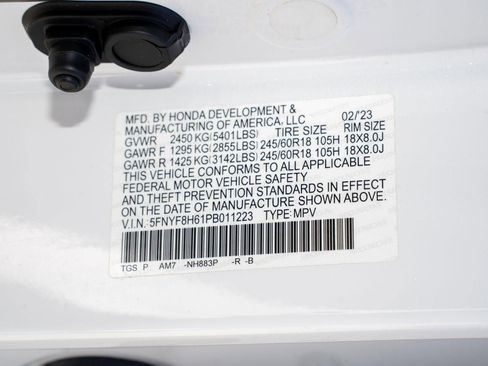 MFD. BY HONDA DEVELOPMENT &
MANUFACTURING OF AMERICA, LLC 02/'23
GVWR 2450 KG(5401LBS) TIRE SIZE RIM SIZE
GAWR F 1295 KG(2855LBS) 245/60R18 105H 18X8.0J
GAWR R 1425 KG(3142LBS) 245/60R18 105H 18X8.0J
THIS VEHICLE CONFORMS TO ALL APPLICABLE
FEDERAL MOTOR VEHICLE SAFETY
AND THEFT PREVENTION STANDARDS IN EFFECT
ON THE DATE OF MANUFACTURE SHOWN ABOVE.
V.I.N: 5FNYF8H61PB011223 TYPE: MPV
TGS P AM7 -NH883P -R -B